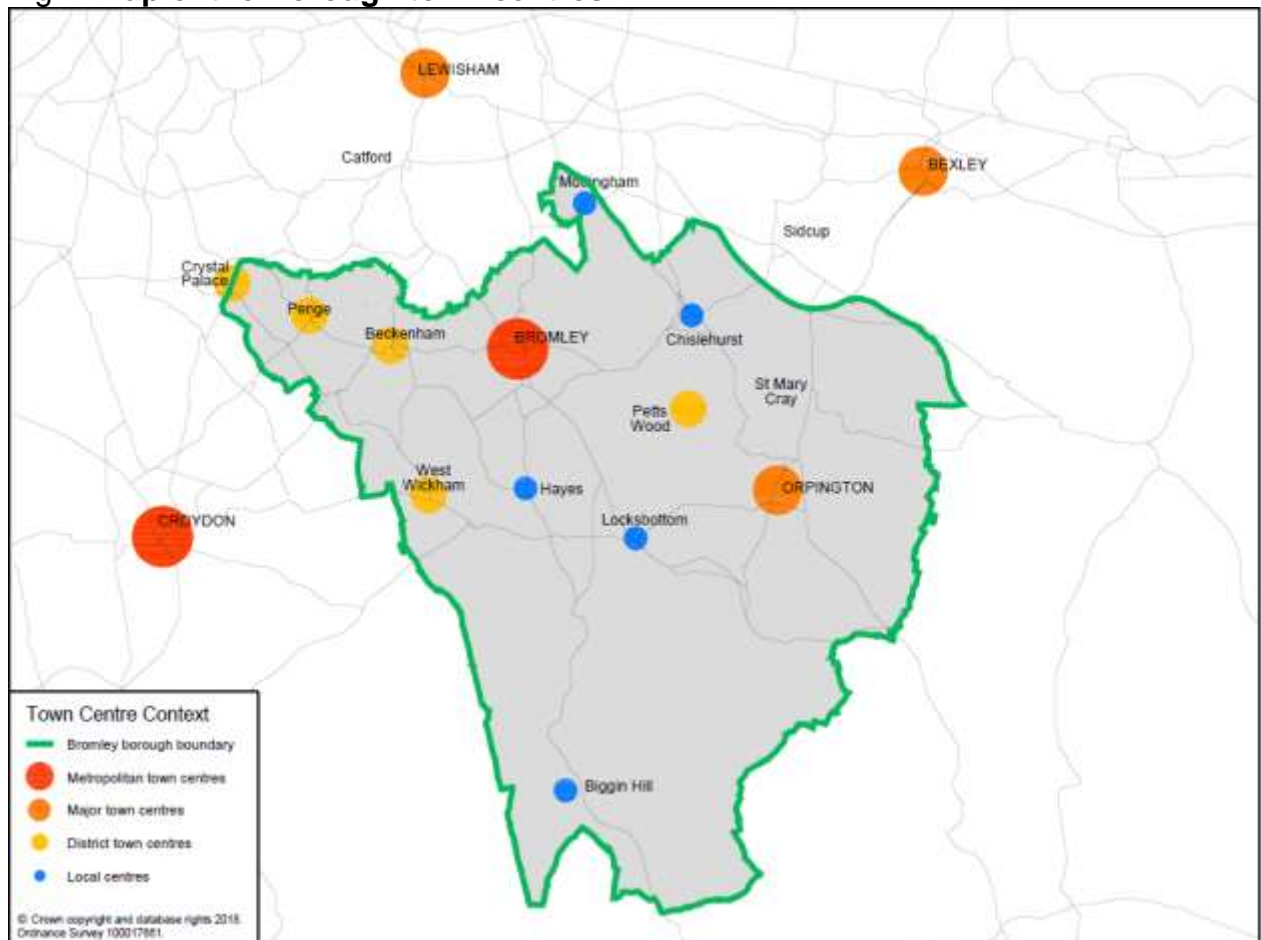 LEWISHAM
Catford
BEXLEY
Mottingham
Sidcup
Crystal
Palace
Penge
Beckenham
BROMLEY
Chislehurst
St Mary
Cray
Petts
Wood
West
Wickham
Hayes
ORPINGTON
Locksbottom
CROYDON
Biggin Hill
Town Centre Context
Bromley borough boundary
Metropolitan town centres
Major town centres
District town centres
Local centres
© Crown copyright and database rights 2018.
Ordnance Survey 100017661.